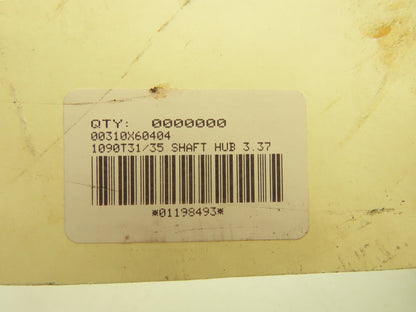 QTY: 0000000
00310X60404
1090T31/35 SHAFT HUB 3.37
*01198493*